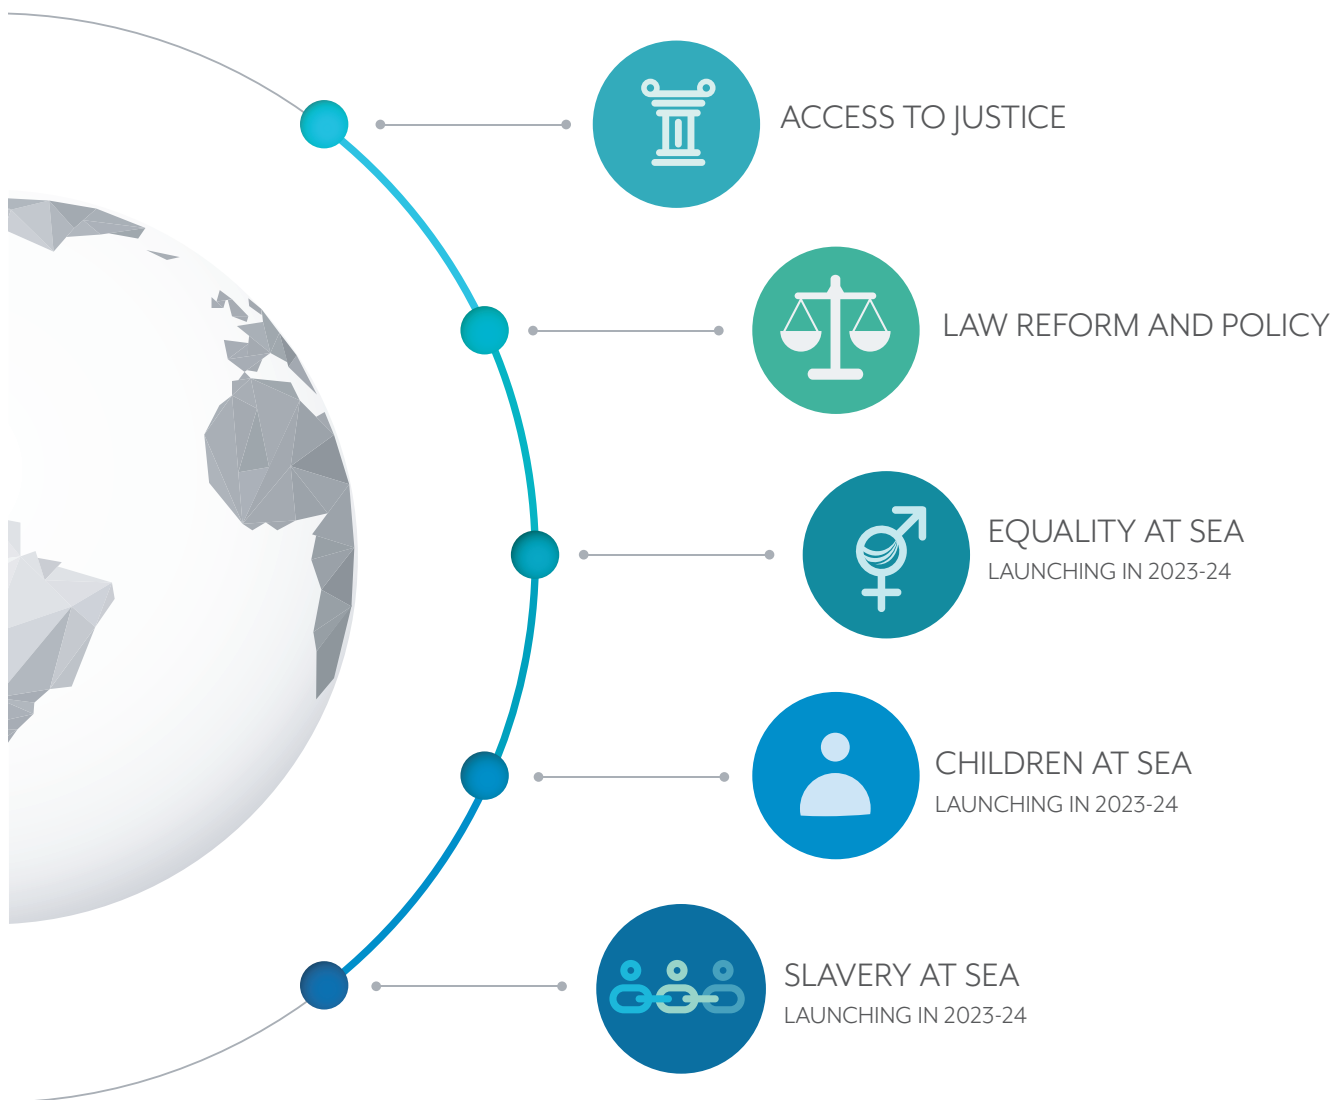 ACCESS TO JUSTICE
LAW REFORM AND POLICY
EQUALITY AT SEA
LAUNCHING IN 2023-24
CHILDREN AT SEA
LAUNCHING IN 2023-24
SLAVERY AT SEA
LAUNCHING IN 2023-24